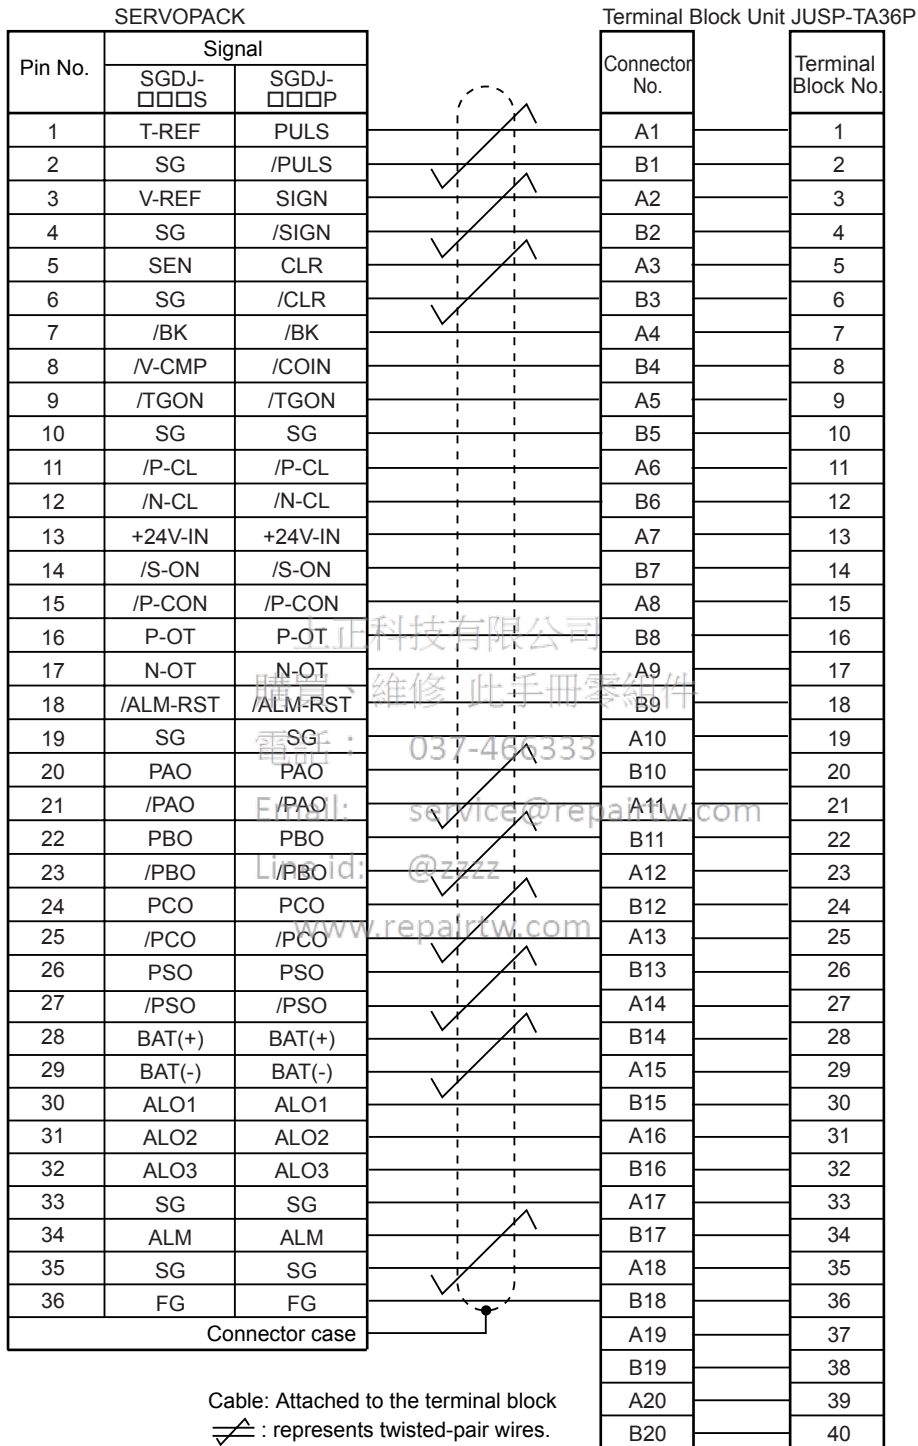 SERVOPACK Terminal Block Unit JUSP-TA36P
Pin No. Signal Connector No. Terminal Block No.
SGDJ-□□□S SGDJ-□□□P
1 T-REF PULS A1 1
2 SG /PULS B1 2
3 V-REF SIGN A2 3
4 SG /SIGN B2 4
5 SEN CLR A3 5
6 SG /CLR B3 6
7 /BK /BK A4 7
8 /V-CMP /COIN B4 8
9 /TGON /TGON A5 9
10 SG SG B5 10
11 /P-CL /P-CL A6 11
12 /N-CL /N-CL B6 12
13 +24V-IN +24V-IN A7 13
14 /S-ON /S-ON B7 14
15 /P-CON /P-CON A8 15
上正科技有限公司
16 P-OT P-OT B8 16
17 N-OT N-OT A9 17
購買、維修 此手冊零組件
18 /ALM-RST /ALM-RST B9 18
19 SG SG A10 19
電話： 037-466333
20 PAO PAO B10 20
21 /PAO /PAO A11 21
Email: service@repairtw.com
22 PBO PBO B11 22
23 /PBO /PBO A12 23
Line id: @zzzz
24 PCO PCO B12 24
25 /PCO /PCO A13 25
www.repairtw.com
26 PSO PSO B13 26
27 /PSO /PSO A14 27
28 BAT(+) BAT(+) B14 28
29 BAT(-) BAT(-) A15 29
30 ALO1 ALO1 B15 30
31 ALO2 ALO2 A16 31
32 ALO3 ALO3 B16 32
33 SG SG A17 33
34 ALM ALM B17 34
35 SG SG A18 35
36 FG FG B18 36
Connector case A19 37
B19 38
Cable: Attached to the terminal block A20 39
: represents twisted-pair wires. B20 40